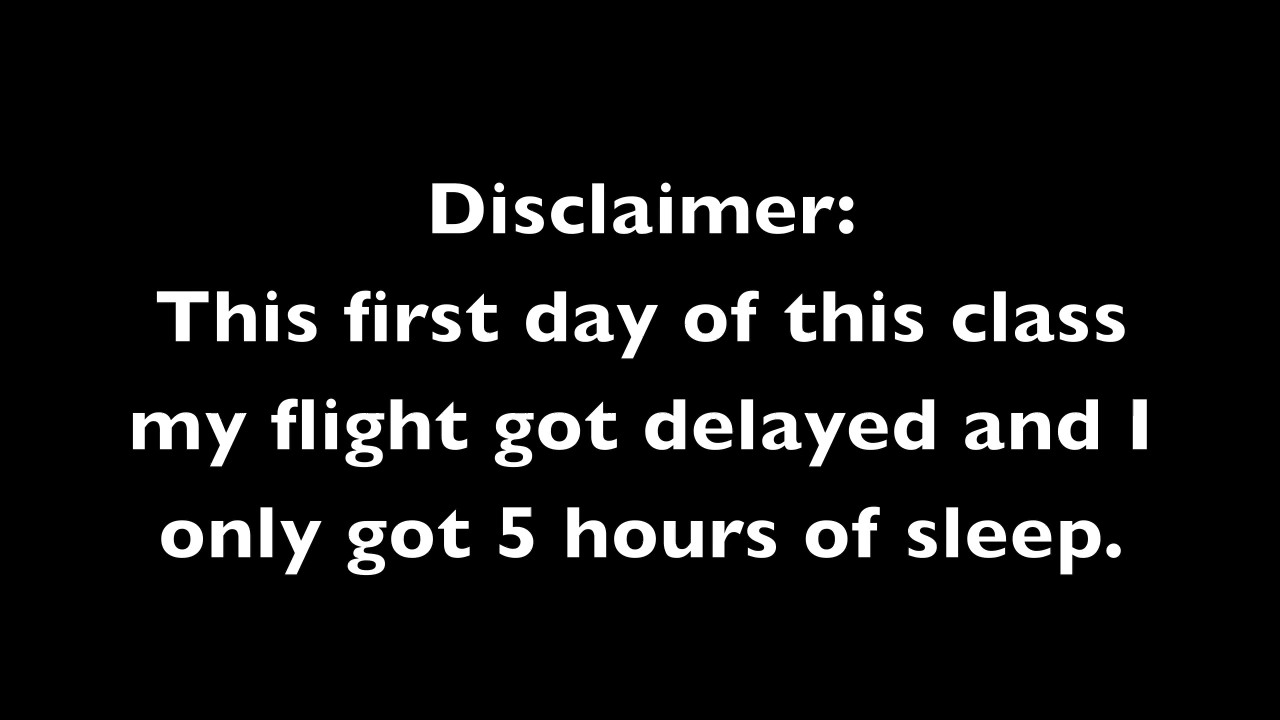 Disclaimer:
This first day of this class
my flight got delayed and I
only got 5 hours of sleep.